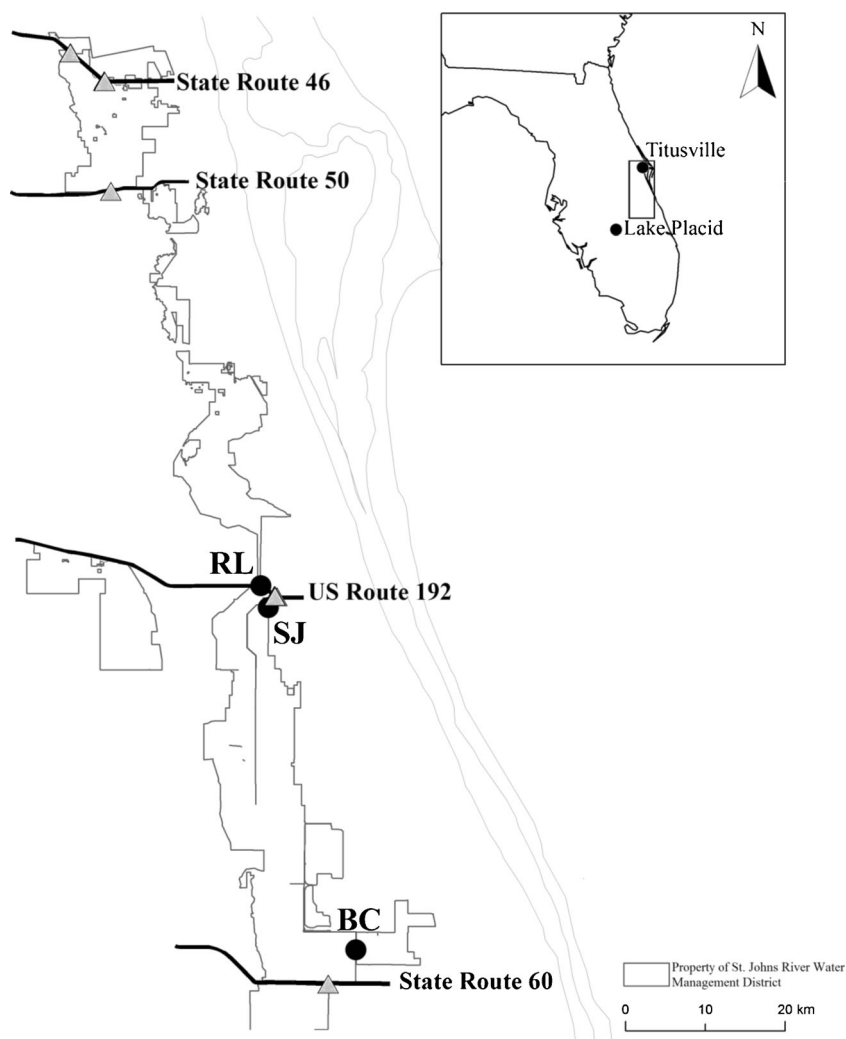 N
State Route 46
Titusville
State Route 50
Lake Placid
RL
US Route 192
SJ
BC
State Route 60
Property of St. Johns River Water
Management District
0 10 20 km